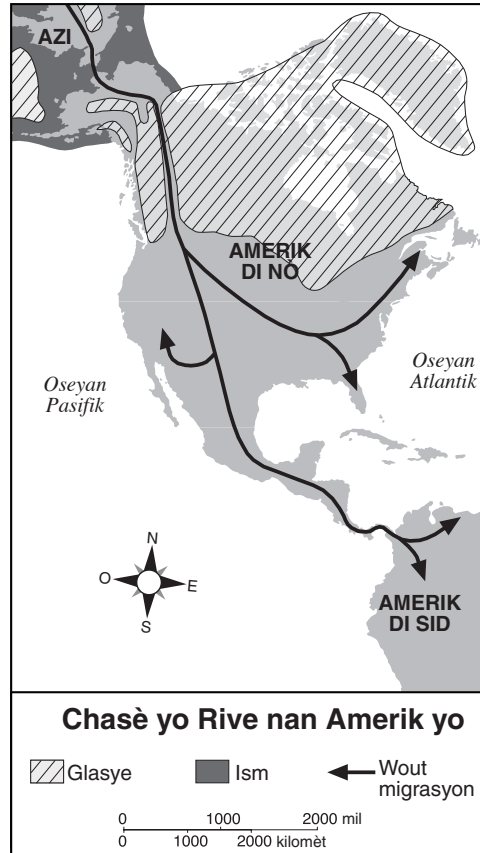 AZI
AMERIK
DI NÒ
Oseyan
Pasifik
Oseyan
Atlantik
N
O
E
S
AMERIK
DI SID
Chasè yo Rive nan Amerik yo
Glasye
Ism
Wout
migrasyon
0 1000 2000 mil
0 1000 2000 kilomèt